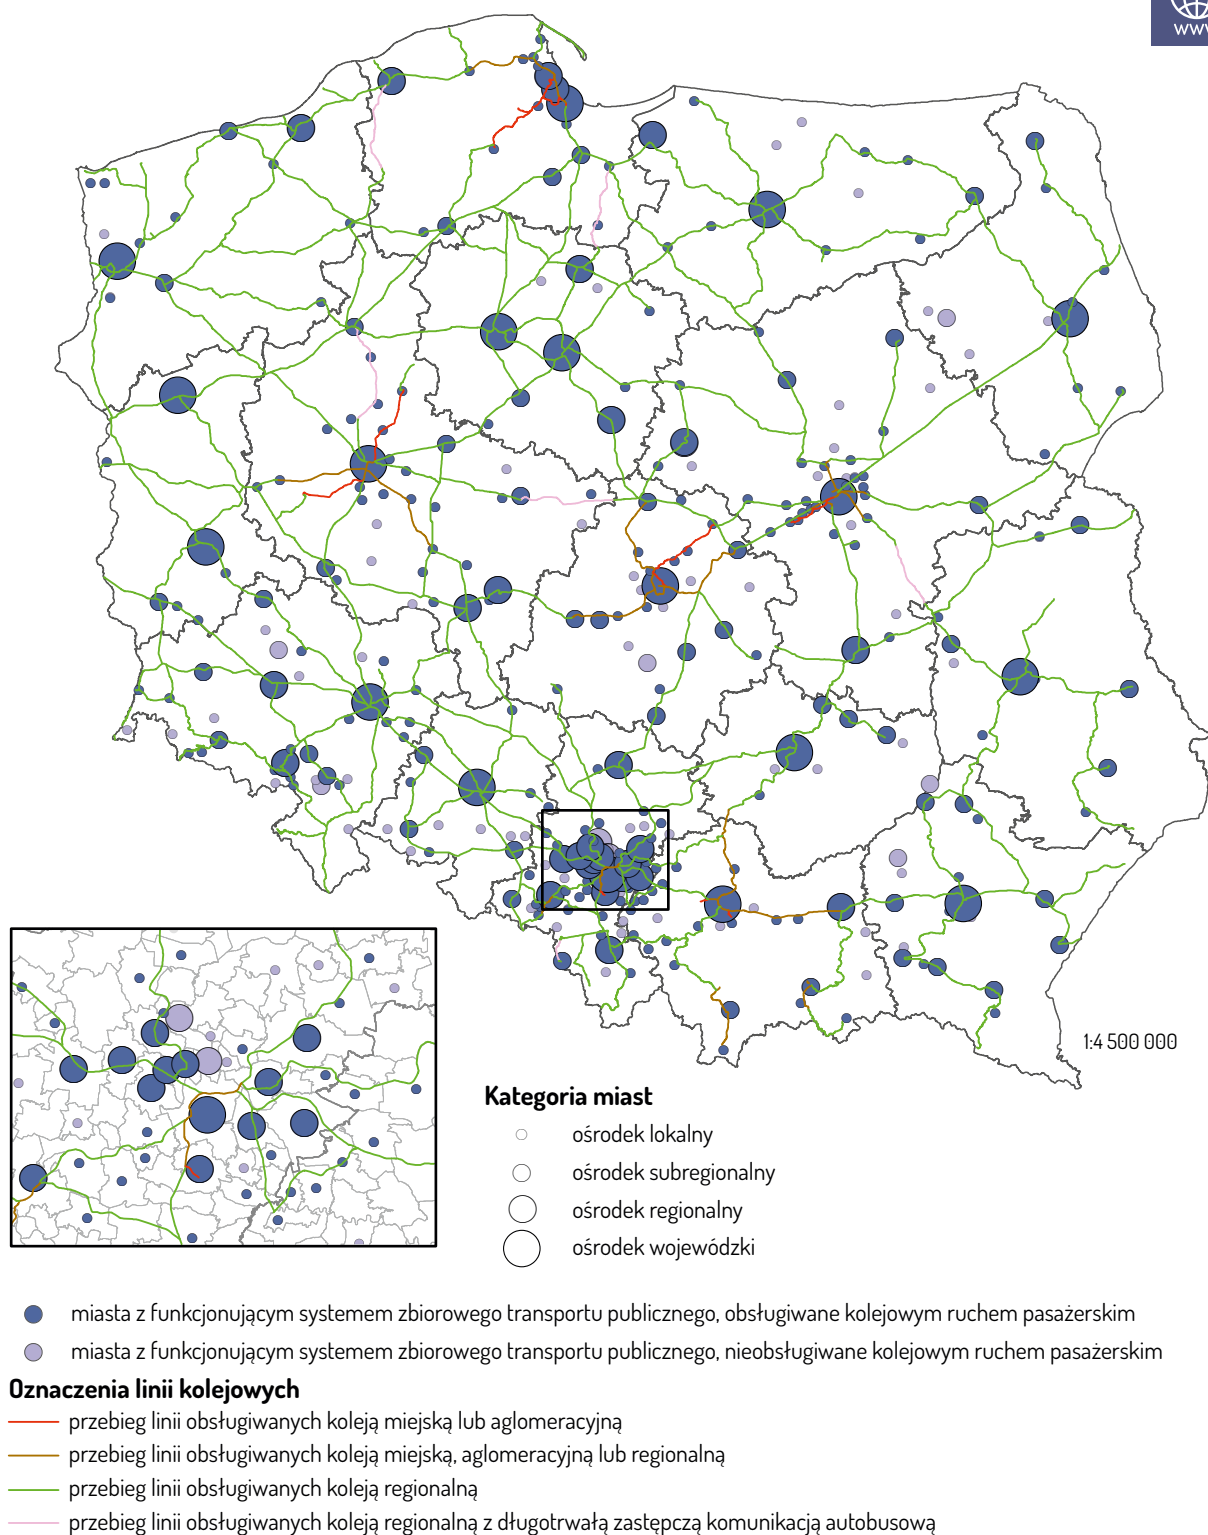 www
1:4 500 000
Kategoria miast
ośrodek lokalny
ośrodek subregionalny
ośrodek regionalny
ośrodek wojewódzki
miasta z funkcjonującym systemem zbiorowego transportu publicznego, obsługiwane kolejowym ruchem pasażerskim
miasta z funkcjonującym systemem zbiorowego transportu publicznego, nieobsługiwane kolejowym ruchem pasażerskim
Oznaczenia linii kolejowych
przebieg linii obsługiwanych koleją miejską lub aglomeracyjną
przebieg linii obsługiwanych koleją miejską, aglomeracyjną lub regionalną
przebieg linii obsługiwanych koleją regionalną
przebieg linii obsługiwanych koleją regionalną z długotrwałą zastępczą komunikacją autobusową